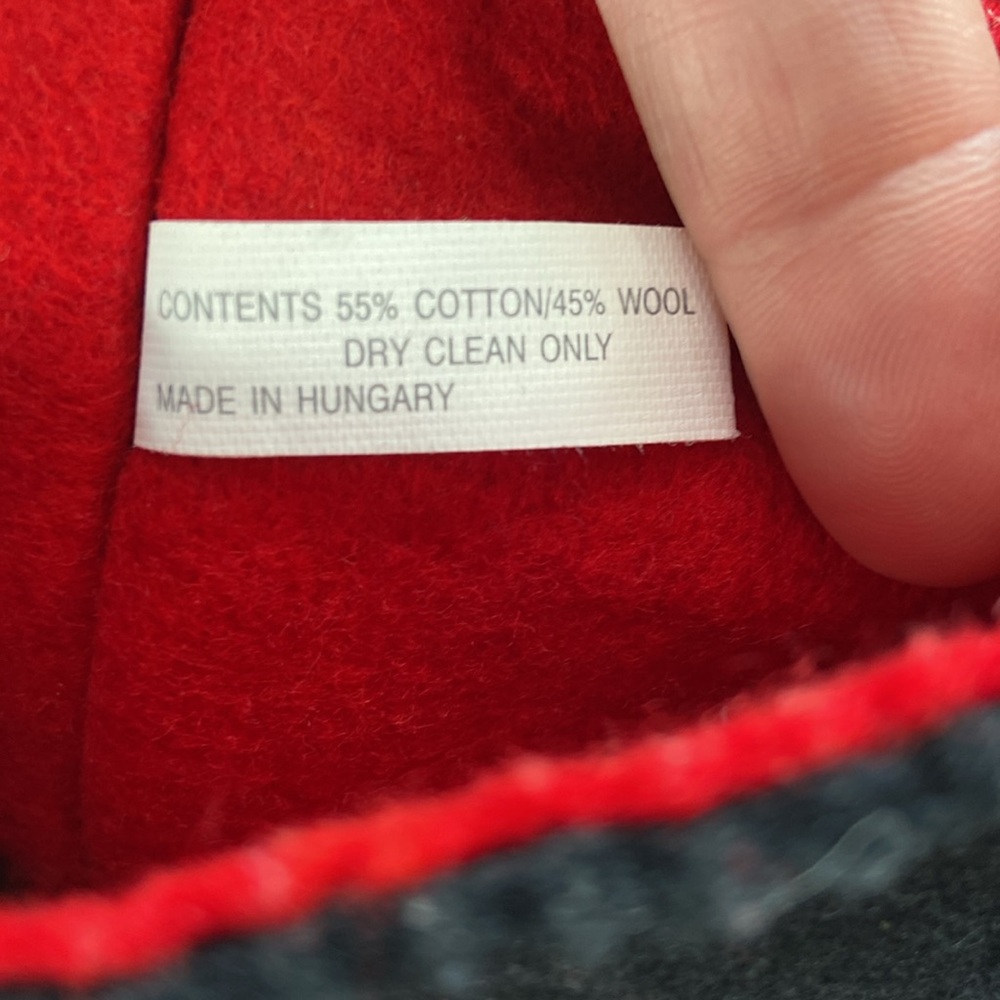 CONTENTS 55% COTTON/45% WOOL
DRY CLEAN ONLY
MADE IN HUNGARY